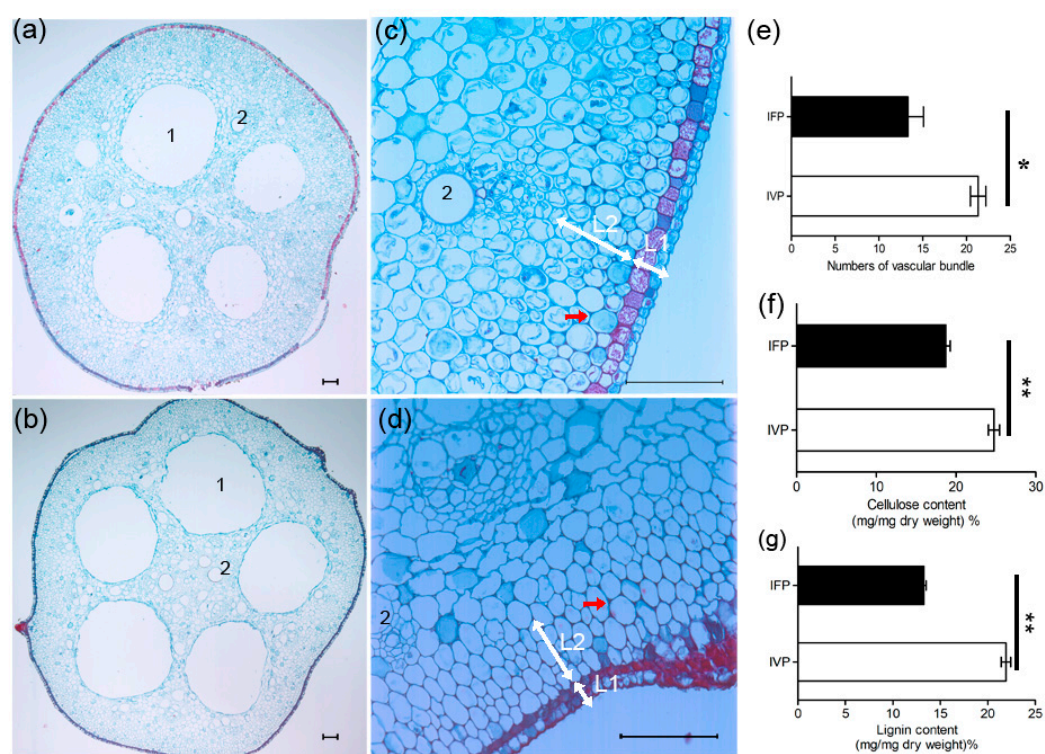 (a)
1
2
(b)
1
2
(c)
2
L2
L1
(d)
2
L2
L1
(e)
IFP
IVP
*
0 5 10 15 20 25
Numbers of vascular bundle
(f)
IFP
IVP
**
0 10 20 30
Cellulose content
(mg/mg dry weight) %
(g)
IFP
IVP
**
0 5 10 15 20 25
Lignin content
(mg/mg dry weight)%